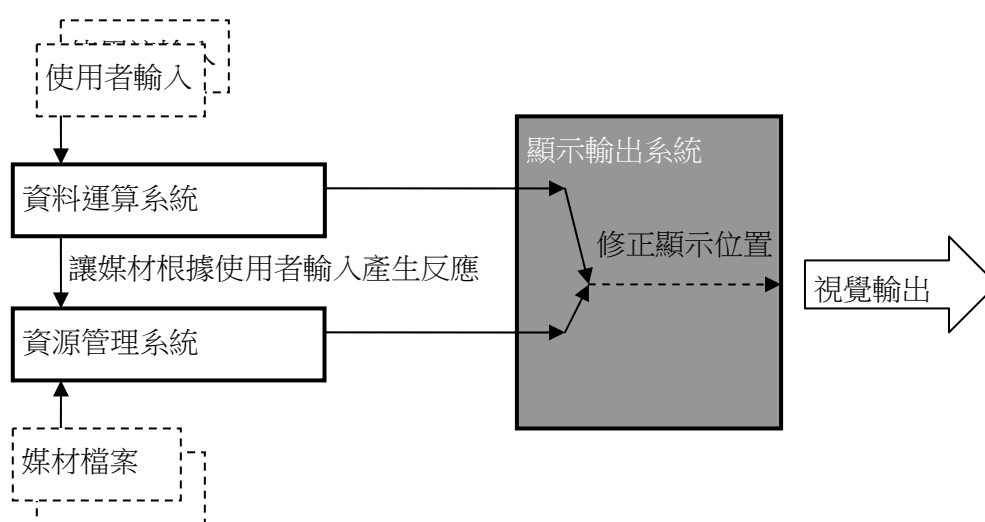 使用者輸入
顯示輸出系統
資料運算系統
修正顯示位置
讓媒材根據使用者輸入產生反應
視覺輸出
資源管理系統
媒材檔案